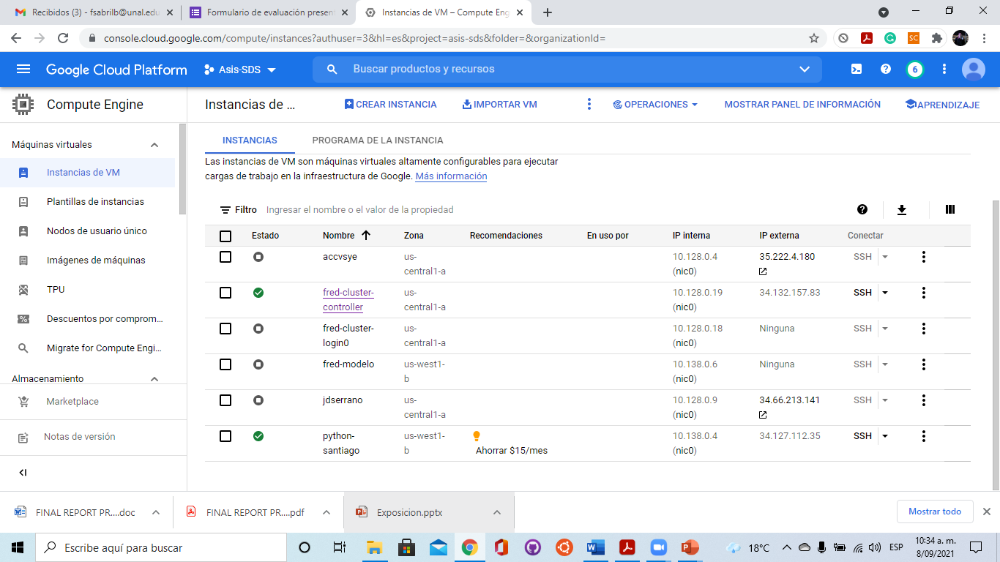 Recibidos (3) - fsabrilb@unal.edu
Formulario de evaluación present
Instancias de VM – Compute Eng
console.cloud.google.com/compute/instances?authuser=3&hl=es&project=asis-sds&folder=&organizationId=
SC
Google Cloud Platform
Asis-SDS
Buscar productos y recursos
6
Compute Engine
Instancias de ...
CREAR INSTANCIA
IMPORTAR VM
OPERACIONES
MOSTRAR PANEL DE INFORMACIÓN
APRENDIZAJE
Máquinas virtuales
Instancias de VM
Plantillas de instancias
Nodos de usuario único
Imágenes de máquinas
TPU
Descuentos por comprom...
Migrate for Compute Engi...
Almacenamiento
Marketplace
Notas de versión
INSTANCIAS
PROGRAMA DE LA INSTANCIA
Las instancias de VM son máquinas virtuales altamente configurables para ejecutar
cargas de trabajo en la infraestructura de Google. Más información
Filtro Ingresar el nombre o el valor de la propiedad
Estado Nombre Zona Recomendaciones En uso por IP interna IP externa Conectar
accvsye us- 10.128.0.4 35.222.4.180 SSH
central1-a (nic0)
fred-cluster- us- 10.128.0.19 34.132.157.83 SSH
controller central1-a (nic0)
fred-cluster- us- 10.128.0.18 Ninguna SSH
login0 central1-a (nic0)
fred-modelo us-west1- 10.138.0.6 Ninguna SSH
b (nic0)
jdserrano us- 10.128.0.9 34.66.213.141 SSH
central1-a (nic0)
python- us-west1- 10.138.0.4 34.127.112.35 SSH
santiago b Ahorrar $15/mes (nic0)
FINAL REPORT PR....doc
FINAL REPORT PR....pdf
Exposicion.pptx
Mostrar todo
Escribe aquí para buscar
18°C
ESP
10:34 a. m.
8/09/2021